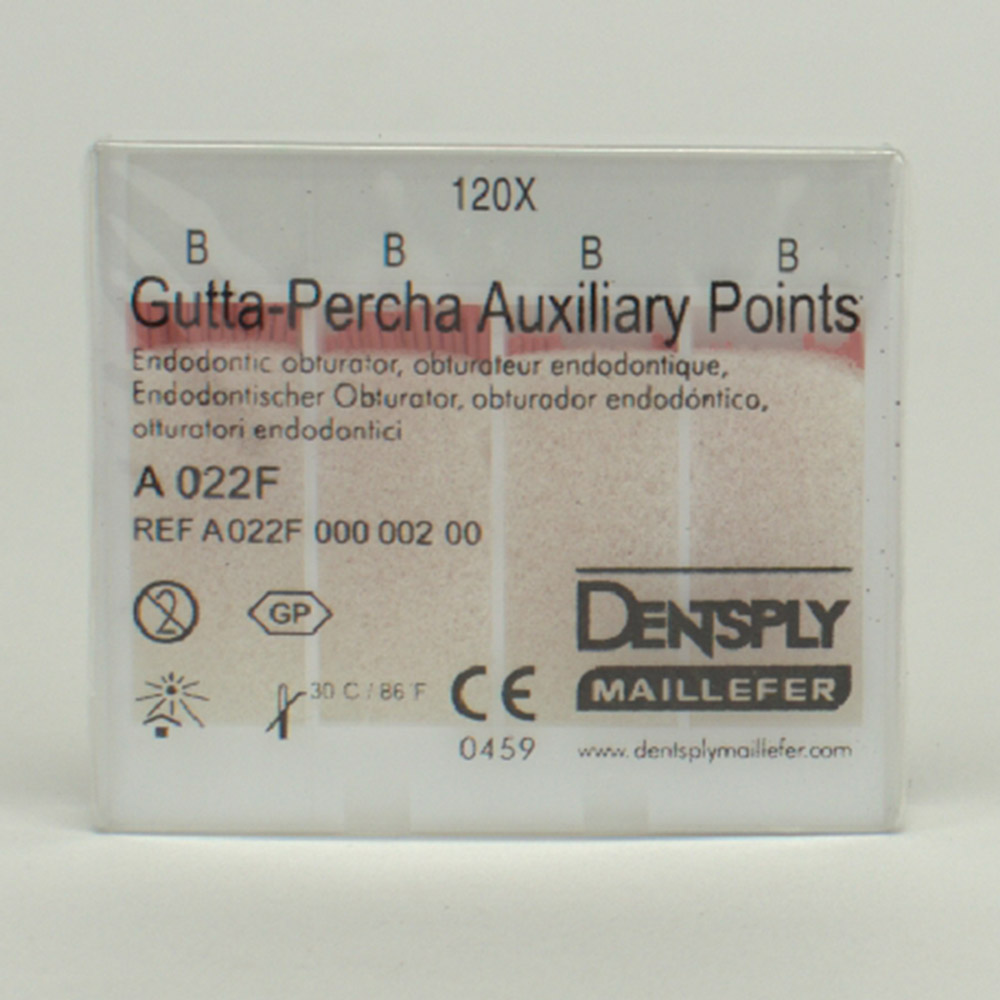 120X
B B B B
Gutta-Percha Auxiliary Points
Endodontic obturator, obturateur endodontique,
Endodontischer Obturator, obturador endodóntico,
otturatori endodontici
A 022F
REF A022F 000 002 00
2
GP
30 C / 86 F
CE
0459
DENTSPLY
MAILLEFER
www.dentsplymaillefer.com